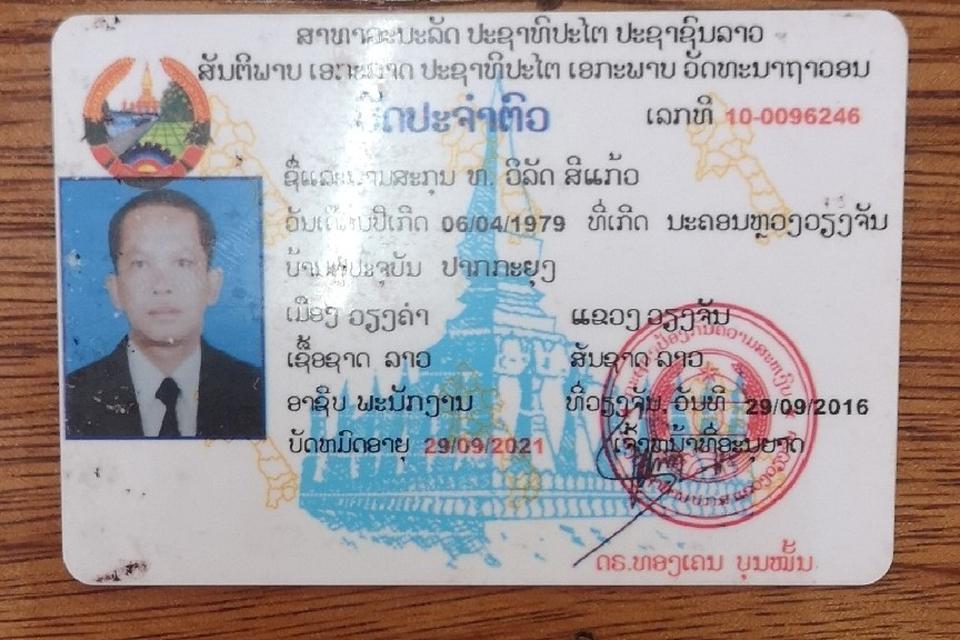 ສາທາລະນະລັດ ປະຊາທິປະໄຕ ປະຊາຊົນລາວ
ສັນຕິພາບ ເອກະລາດ ປະຊາທິປະໄຕ ເອກະພາບ ວັດທະນາຖາວອນ
ບັດປະຈຳຕົວ ເລກທີ 10-0096246
ຊື່ແລະນາມສະກຸນ ທ. ວິລັດ ສີແກ້ວ
ວັນເດືອນປີເກີດ 06/04/1979 ທີ່ເກີດ ນະຄອນຫຼວງວຽງຈັນ
ບ້ານຢູ່ປະຈຸບັນ ປາກກະຍຸງ
ເມືອງ ວຽງຄຳ ແຂວງ ວຽງຈັນ
ເຊື້ອຊາດ ລາວ ສັນຊາດ ລາວ
ອາຊີບ ພະນັກງານ ທີ່ວຽງຈັນ, ວັນທີ 29/09/2016
ບັດຫມົດອາຍຸ 29/09/2021 ເຈົ້າຫນ້າທີ່ອະນຸຍາດ
ດຣ.ທອງເຄນ ບຸນໝັ້ນ